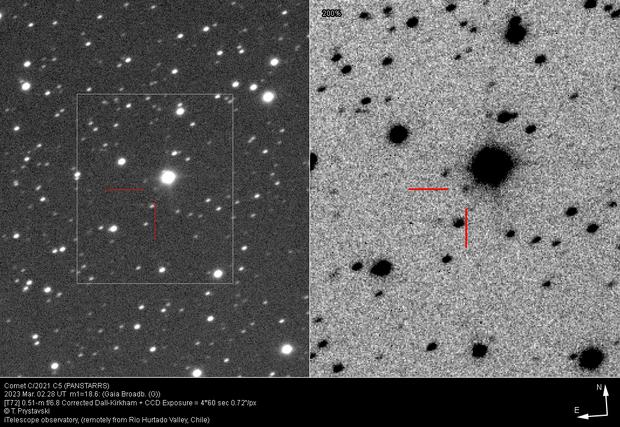 200%
Comet C/2021 C5 (PANSTARRS)
2023 Mar. 02.28 UT m1=18.6: (Gaia Broadb. (G))
[T72] 0.51-m f/6.8 Corrected Dall-Kirkham + CCD Exposure = 4*60 sec 0.72"/px
© T. Prystavski
iTelescope observatory, (remotely from Rio Hurtado Valley, Chile)
N
E